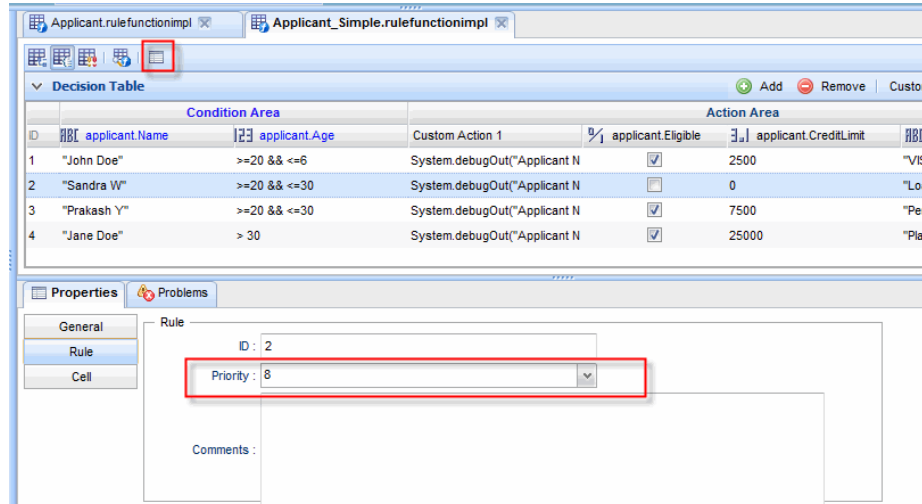 Applicant.rulefunctionimpl Applicant_Simple.rulefunctionimpl
Decision Table Add Remove Custo
Condition Area Action Area
ID applicant.Name applicant.Age Custom Action 1 applicant.Eligible applicant.CreditLimit
1 "John Doe" >=20 && <=6 System.debugOut("Applicant N 2500 "VIS
2 "Sandra W" >=20 && <=30 System.debugOut("Applicant N 0 "Lo
3 "Prakash Y" >=20 && <=30 System.debugOut("Applicant N 7500 "Pe
4 "Jane Doe" > 30 System.debugOut("Applicant N 25000 "Pla
Properties Problems
General Rule
ID : 2
Rule
Priority : 8
Cell
Comments :